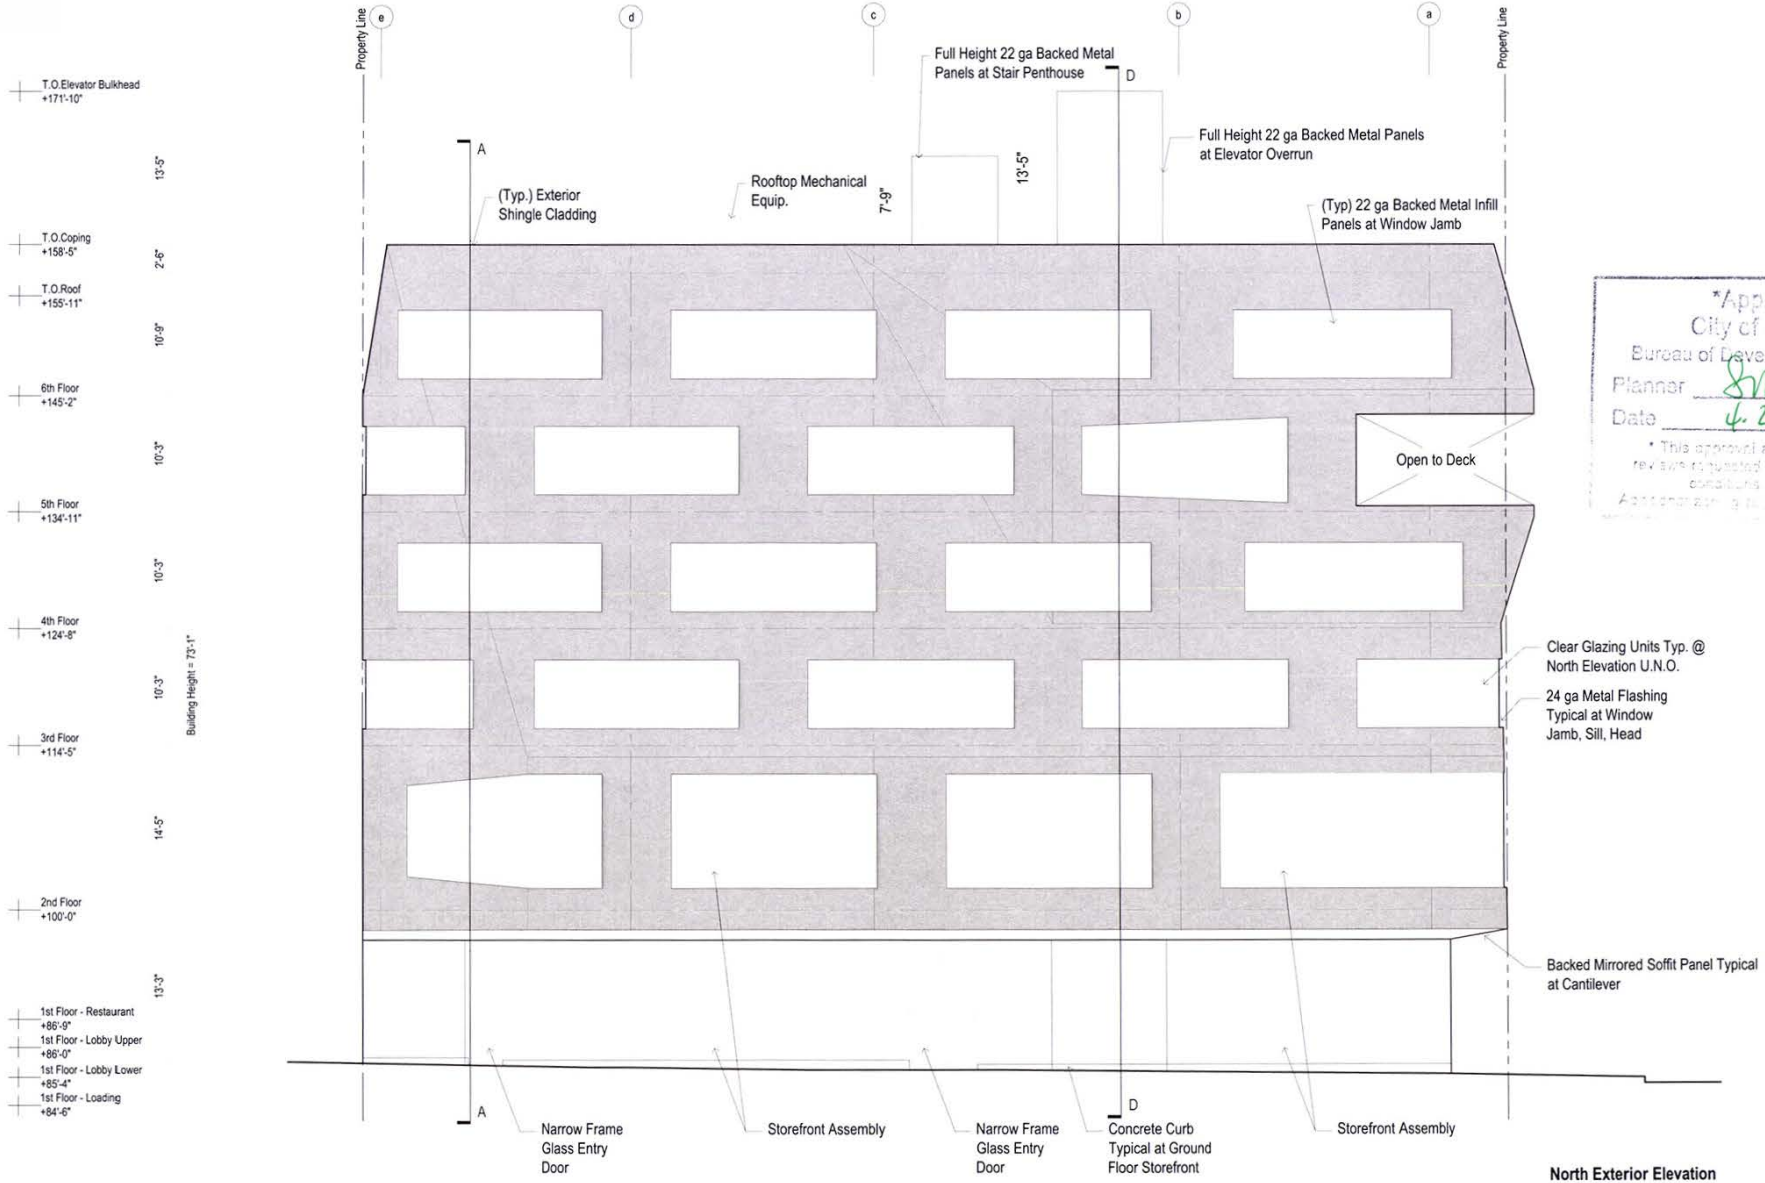 Property Line
e
d
c
b
a
Property Line
T.O.Elevator Bulkhead
+171'-10"
13'-5"
T.O.Coping
+158'-5"
2'-6"
T.O.Roof
+155'-11"
10'-9"
6th Floor
+145'-2"
10'-3"
5th Floor
+134'-11"
10'-3"
4th Floor
+124'-8"
10'-3"
Building Height = 73'-1"
3rd Floor
+114'-5"
14'-5"
2nd Floor
+100'-0"
13'-3"
1st Floor - Restaurant
+86'-9"
1st Floor - Lobby Upper
+86'-0"
1st Floor - Lobby Lower
+85'-4"
1st Floor - Loading
+84'-6"
A
(Typ.) Exterior
Shingle Cladding
Rooftop Mechanical
Equip.
Full Height 22 ga Backed Metal
Panels at Stair Penthouse
7'-9"
13'-5"
D
Full Height 22 ga Backed Metal Panels
at Elevator Overrun
(Typ) 22 ga Backed Metal Infill
Panels at Window Jamb
Open to Deck
*App
City of
Bureau of Deve
Planner
Date 4.2
* This approval
Clear Glazing Units Typ. @
North Elevation U.N.O.
24 ga Metal Flashing
Typical at Window
Jamb, Sill, Head
Backed Mirrored Soffit Panel Typical
at Cantilever
A
Narrow Frame
Glass Entry
Door
Storefront Assembly
Narrow Frame
Glass Entry
Door
D
Concrete Curb
Typical at Ground
Floor Storefront
Storefront Assembly
North Exterior Elevation